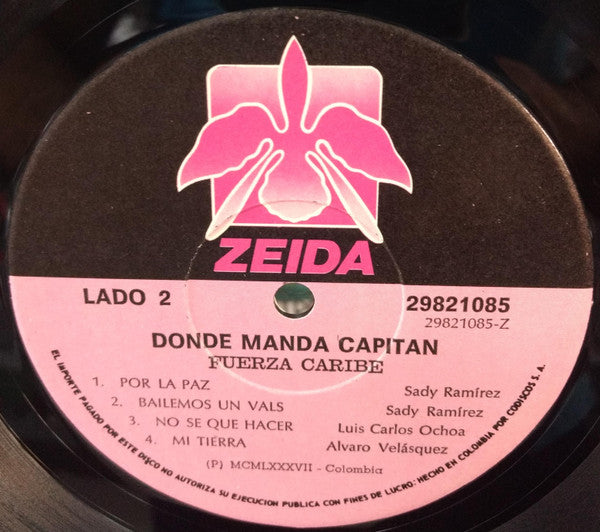 ZEIDA
LADO 2
29821085
29821085-Z
DONDE MANDA CAPITAN
FUERZA CARIBE
1. POR LA PAZ Sady Ramírez
2. BAILEMOS UN VALS Sady Ramírez
3. NO SE QUE HACER Luis Carlos Ochoa
4. MI TIERRA Alvaro Velásquez
(P) MCMLXXXVII - Colombia
EL IMPORTE PAGADO POR ESTE DISCO NO AUTORIZA SU EJECUCION PUBLICA CON FINES DE LUCRO: HECHO EN COLOMBIA POR CODISCOS S. A.